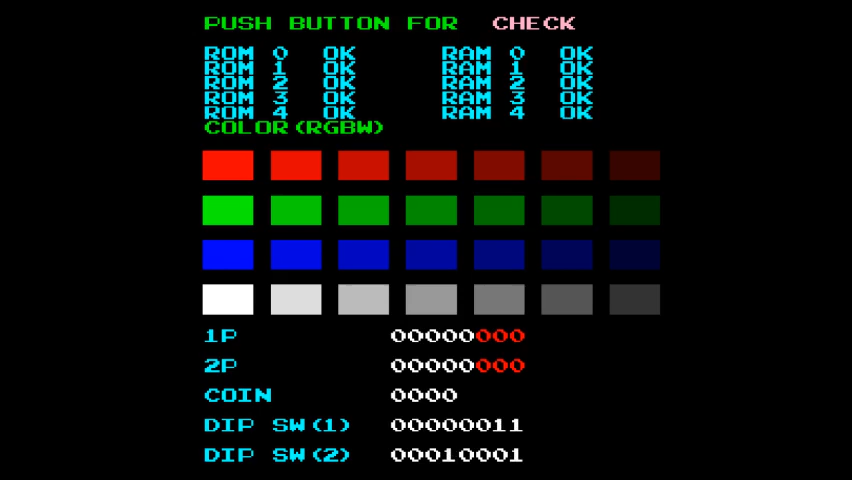 PUSH BUTTON FOR CHECK
ROM 0 OK RAM 0 OK
ROM 1 OK RAM 1 OK
ROM 2 OK RAM 2 OK
ROM 3 OK RAM 3 OK
ROM 4 OK RAM 4 OK
COLOR(RGBW)
1P 00000000
2P 00000000
COIN 0000
DIP SW(1) 00000011
DIP SW(2) 00010001